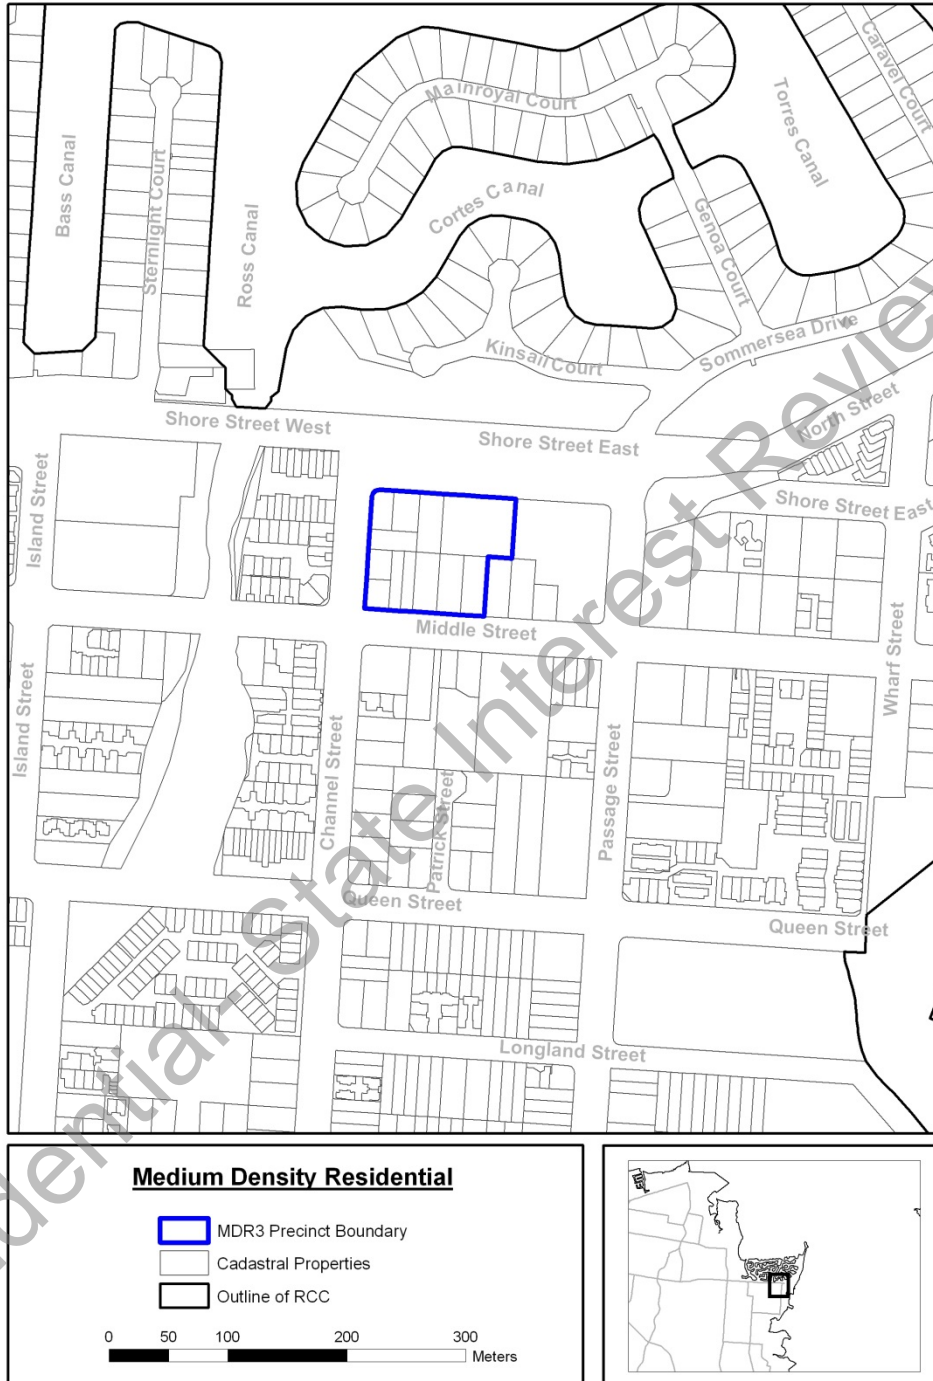 Caravel Court
Mainroyal Court
Torres Canal
Bass Canal
Sternlight Court
Cortes Canal
Genoa Court
Ross Canal
Sommersea Drive
Kinsail Court
North Street
Shore Street West
Shore Street East
Island Street
Shore Street East
Middle Street
Wharf Street
Island Street
Channel Street
Passage Street
Patrick Street
Queen Street
Queen Street
Longland Street
dential- State Interest Review
Medium Density Residential
MDR3 Precinct Boundary
Cadastral Properties
Outline of RCC
0 50 100 200 300
Meters